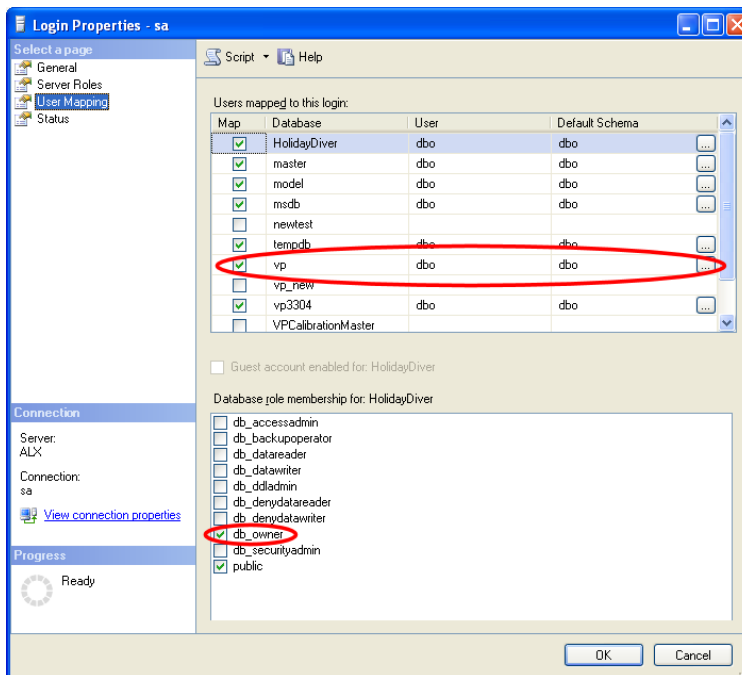 Login Properties - sa
Select a page
General
Server Roles
User Mapping
Status
Script Help
Users mapped to this login:
Map Database User Default Schema
HolidayDiver dbo dbo ...
master dbo dbo ...
model dbo dbo ...
msdb dbo dbo ...
newtest
tempdb dbo dbo ...
vp dbo dbo ...
vp_new
vp3304 dbo dbo ...
VPCalibrationMaster
Guest account enabled for: HolidayDiver
Database role membership for: HolidayDiver
db_accessadmin
db_backupoperator
db_datareader
db_datawriter
db_ddladmin
db_denydatareader
db_denydatawriter
db_owner
db_securityadmin
public
Connection
Server:
ALX
Connection:
sa
View connection properties
Progress
Ready
OK Cancel